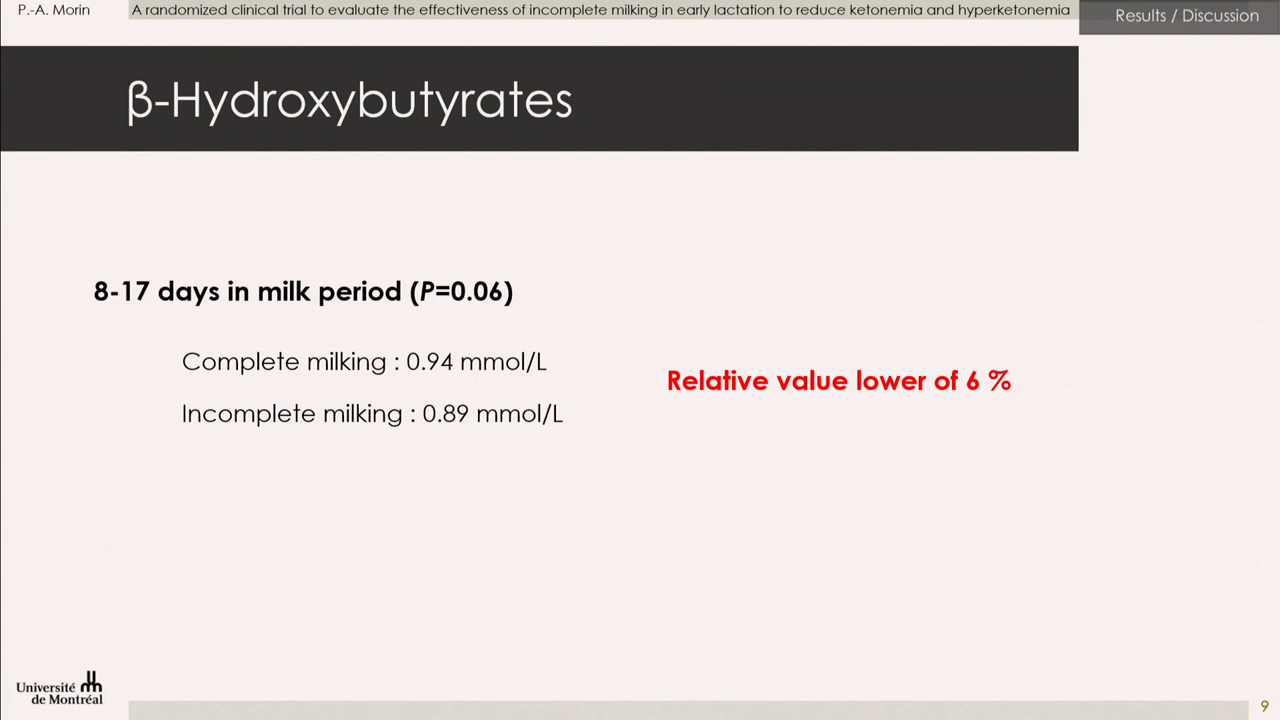 P.-A. Morin
A randomized clinical trial to evaluate the effectiveness of incomplete milking in early lactation to reduce ketonemia and hyperketonemia
Results / Discussion
β-Hydroxybutyrates
8-17 days in milk period (P=0.06)
Complete milking : 0.94 mmol/L
Relative value lower of 6 %
Incomplete milking : 0.89 mmol/L
Université
de Montréal
9